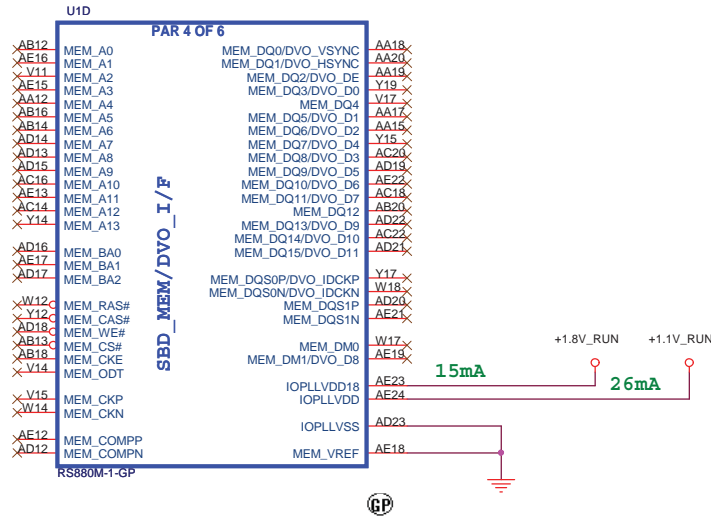 U1D
PAR 4 OF 6
AB12 MEM_A0
AE16 MEM_A1
V11 MEM_A2
AE15 MEM_A3
AA12 MEM_A4
AB16 MEM_A5
AB14 MEM_A6
AD14 MEM_A7
AD13 MEM_A8
AD15 MEM_A9
AC16 MEM_A10
AE13 MEM_A11
AC14 MEM_A12
Y14 MEM_A13
AD16 MEM_BA0
AE17 MEM_BA1
AD17 MEM_BA2
W12 MEM_RAS#
Y12 MEM_CAS#
AD18 MEM_WE#
AB13 MEM_CS#
AB18 MEM_CKE
V14 MEM_ODT
V15 MEM_CKP
W14 MEM_CKN
AE12 MEM_COMPP
AD12 MEM_COMPN
SBD_MEM/DVO_I/F
MEM_DQ0/DVO_VSYNC AA18
MEM_DQ1/DVO_HSYNC AA20
MEM_DQ2/DVO_DE AA19
MEM_DQ3/DVO_D0 Y19
MEM_DQ4 V17
MEM_DQ5/DVO_D1 AA17
MEM_DQ6/DVO_D2 AA15
MEM_DQ7/DVO_D4 Y15
MEM_DQ8/DVO_D3 AC20
MEM_DQ9/DVO_D5 AD19
MEM_DQ10/DVO_D6 AE22
MEM_DQ11/DVO_D7 AC18
MEM_DQ12 AB20
MEM_DQ13/DVO_D9 AD22
MEM_DQ14/DVO_D10 AC22
MEM_DQ15/DVO_D11 AD21
MEM_DQS0P/DVO_IDCKP Y17
MEM_DQS0N/DVO_IDCKN W18
MEM_DQS1P AD20
MEM_DQS1N AE21
MEM_DM0 W17
MEM_DM1/DVO_D8 AE19
IOPLLVDD18 AE23
IOPLLVDD AE24
IOPLLVSS AD23
MEM_VREF AE18
+1.8V_RUN
+1.1V_RUN
15mA
26mA
RS880M-1-GP
GP